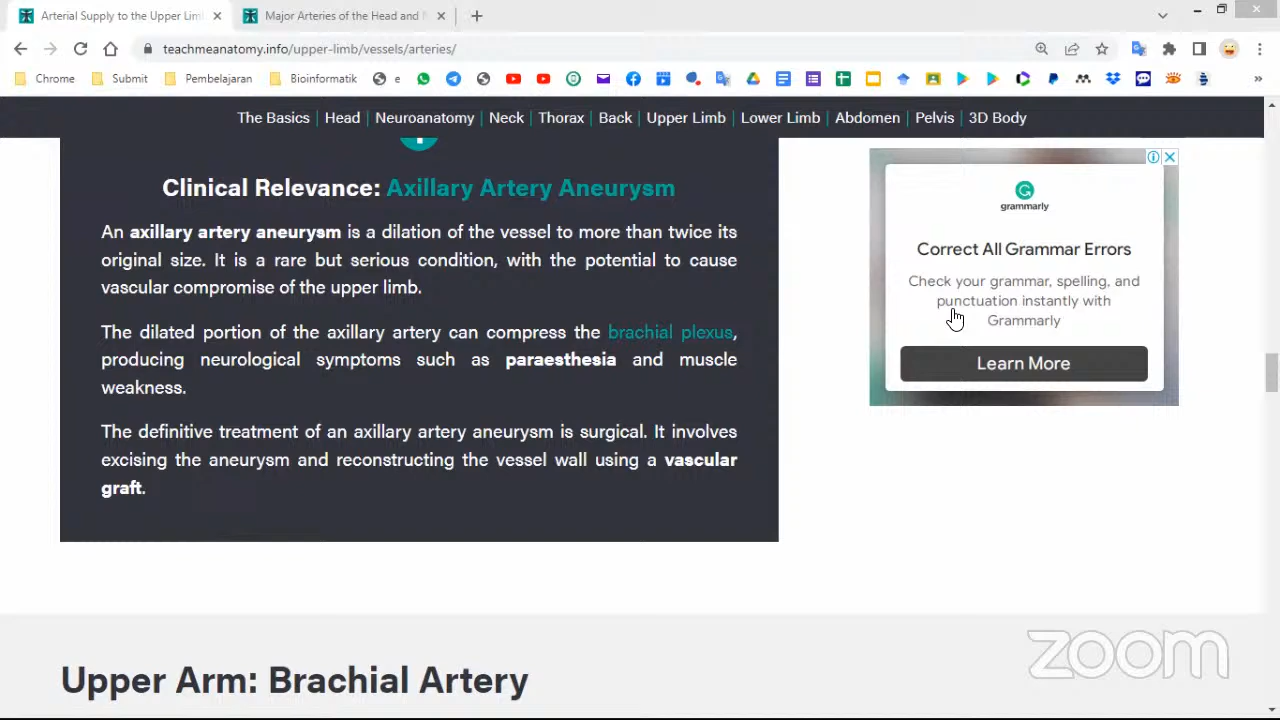 Arterial Supply to the Upper Lim
Major Arteries of the Head and
teachmeanatomy.info/upper-limb/vessels/arteries/
Chrome Submit Pembelajaran Bioinformatik e
The Basics | Head | Neuroanatomy | Neck | Thorax | Back | Upper Limb | Lower Limb | Abdomen | Pelvis | 3D Body
Clinical Relevance: Axillary Artery Aneurysm
An axillary artery aneurysm is a dilation of the vessel to more than twice its
original size. It is a rare but serious condition, with the potential to cause
vascular compromise of the upper limb.
The dilated portion of the axillary artery can compress the brachial plexus,
producing neurological symptoms such as paraesthesia and muscle
weakness.
The definitive treatment of an axillary artery aneurysm is surgical. It involves
excising the aneurysm and reconstructing the vessel wall using a vascular
graft.
grammarly
Correct All Grammar Errors
Check your grammar, spelling, and
punctuation instantly with
Grammarly
Learn More
Upper Arm: Brachial Artery
zoom